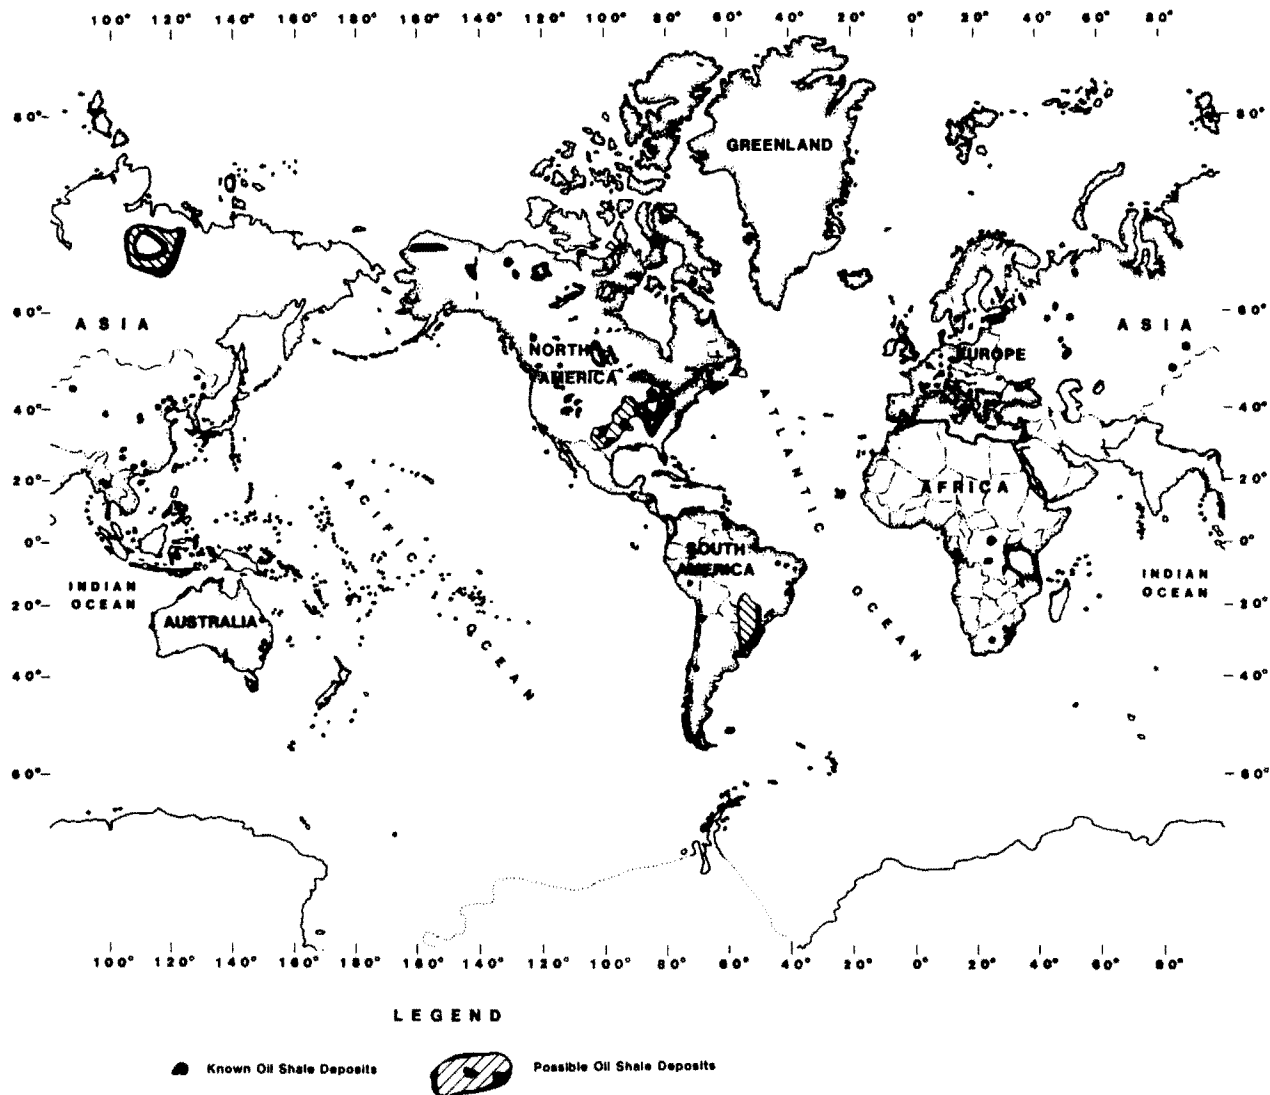 100° 120° 140° 160° 180° 160° 140° 120° 100° 80° 60° 40° 20° 0° 20° 40° 60° 80°
80° 80°
GREENLAND
60° 60°
ASIA ASIA
NORTH
AMERICA
EUROPE
40° 40°
ATLANTIC
OCEAN
PACIFIC
OCEAN
20° 20°
AFRICA
0° 0°
SOUTH
AMERICA
INDIAN
OCEAN
INDIAN
OCEAN
20° 20°
AUSTRALIA
40° 40°
60° 60°
100° 120° 140° 160° 180° 160° 140° 120° 100° 80° 60° 40° 20° 0° 20° 40° 60° 80°
LEGEND
Known Oil Shale Deposits
Possible Oil Shale Deposits